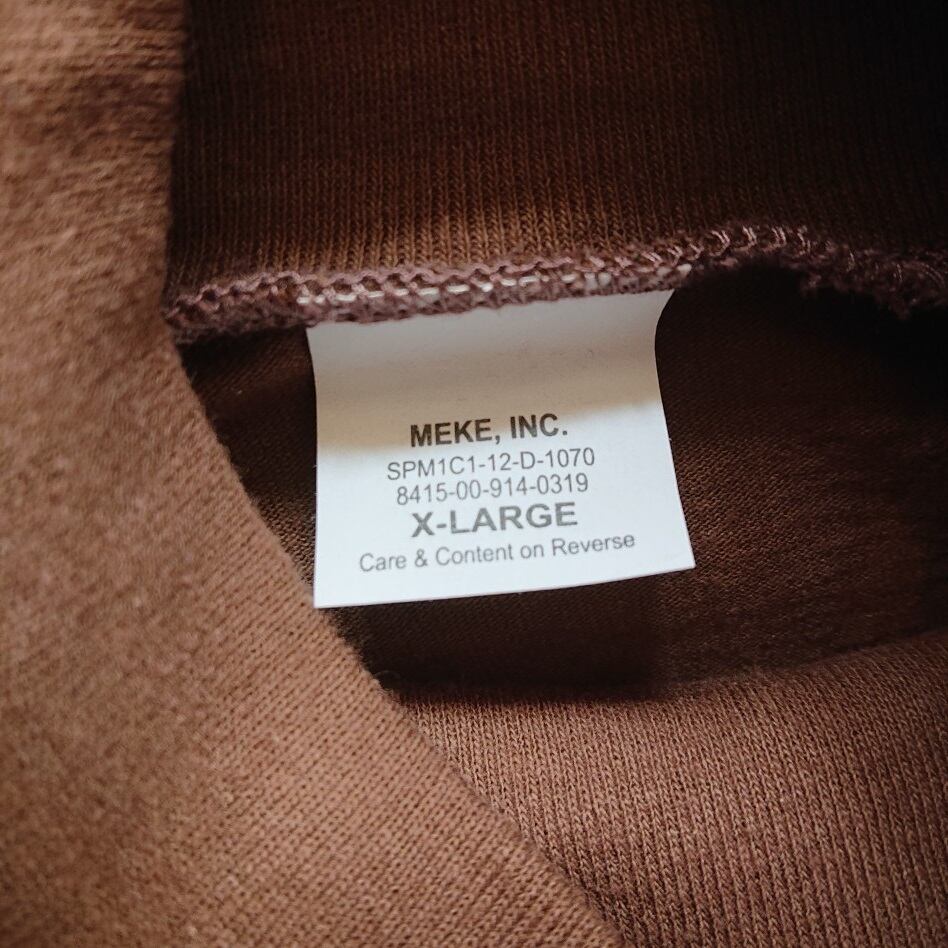 MEKE, INC.
SPM1C1-12-D-1070
8415-00-914-0319
X-LARGE
Care & Content on Reverse